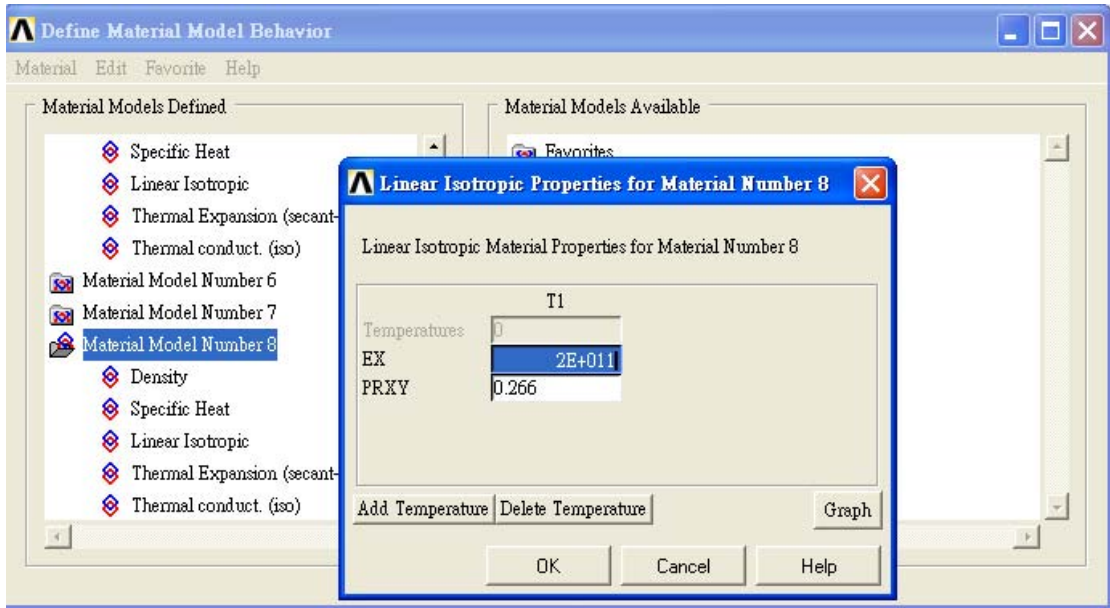 Define Material Model Behavior
Material Edit Favorite Help
Material Models Defined
Specific Heat
Linear Isotropic
Thermal Expansion (secant-
Thermal conduct. (iso)
Material Model Number 6
Material Model Number 7
Material Model Number 8
Density
Specific Heat
Linear Isotropic
Thermal Expansion (secant-
Thermal conduct. (iso)
Material Models Available
Favorites
Linear Isotropic Properties for Material Number 8
Linear Isotropic Material Properties for Material Number 8
T1
Temperatures 0
EX 2E+011
PRXY 0.266
Add Temperature Delete Temperature Graph
OK Cancel Help